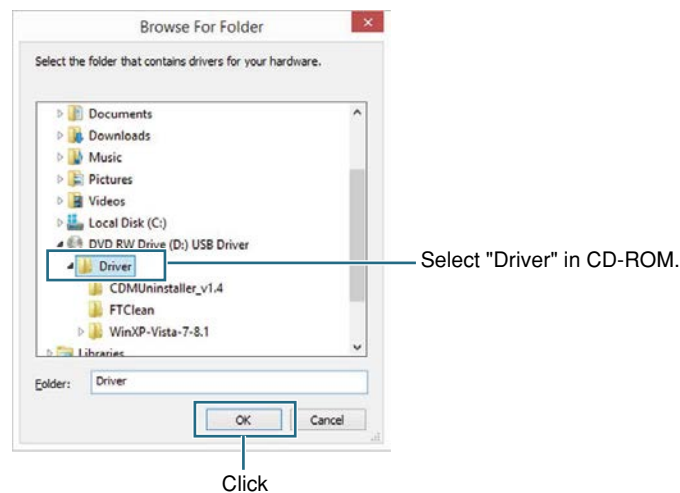 Browse For Folder
Select the folder that contains drivers for your hardware.
Documents
Downloads
Music
Pictures
Videos
Local Disk (C:)
DVD RW Drive (D:) USB Driver
Driver
Select "Driver" in CD-ROM.
CDMUninstaller_v1.4
FTClean
WinXP-Vista-7-8.1
Libraries
Folder: Driver
OK Cancel
Click